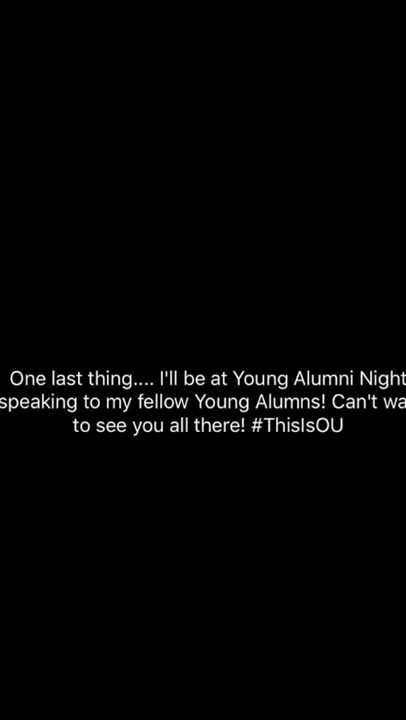 One last thing.... I'll be at Young Alumni Night
speaking to my fellow Young Alumns! Can't wa
to see you all there! #ThisIsOU